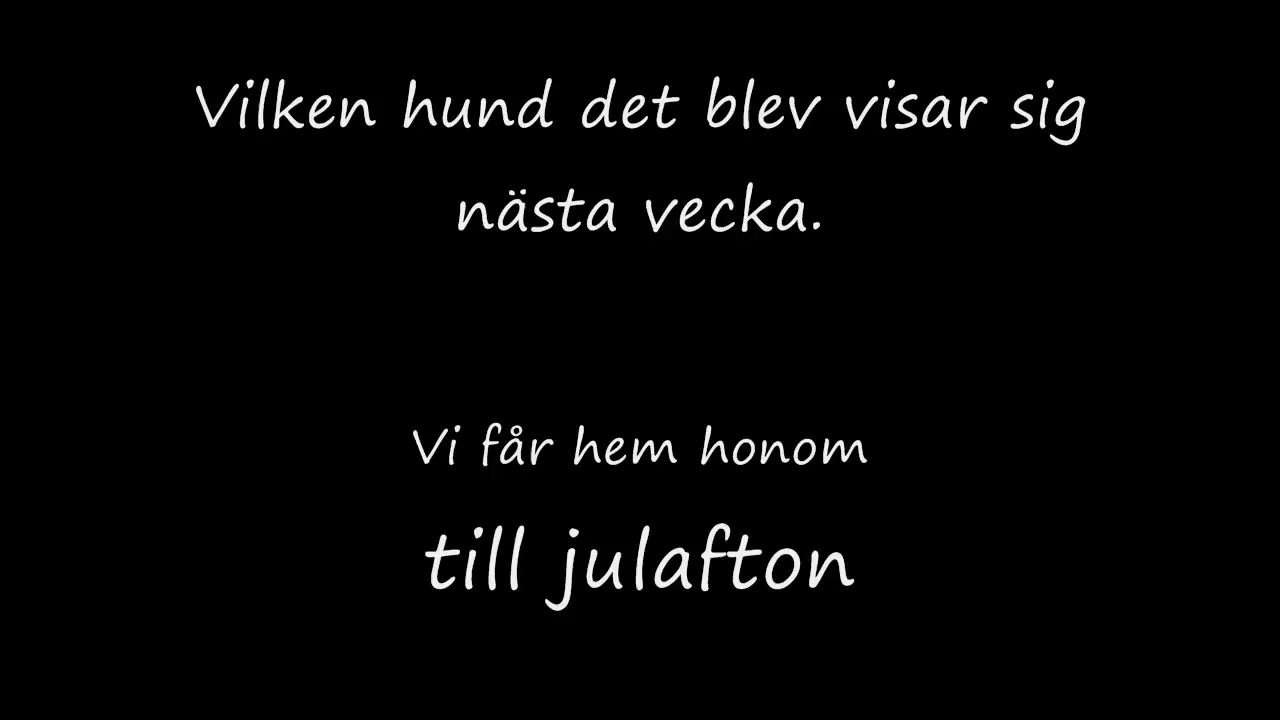 Vilken hund det blev visar sig
nästa vecka.
Vi får hem honom
till julafton